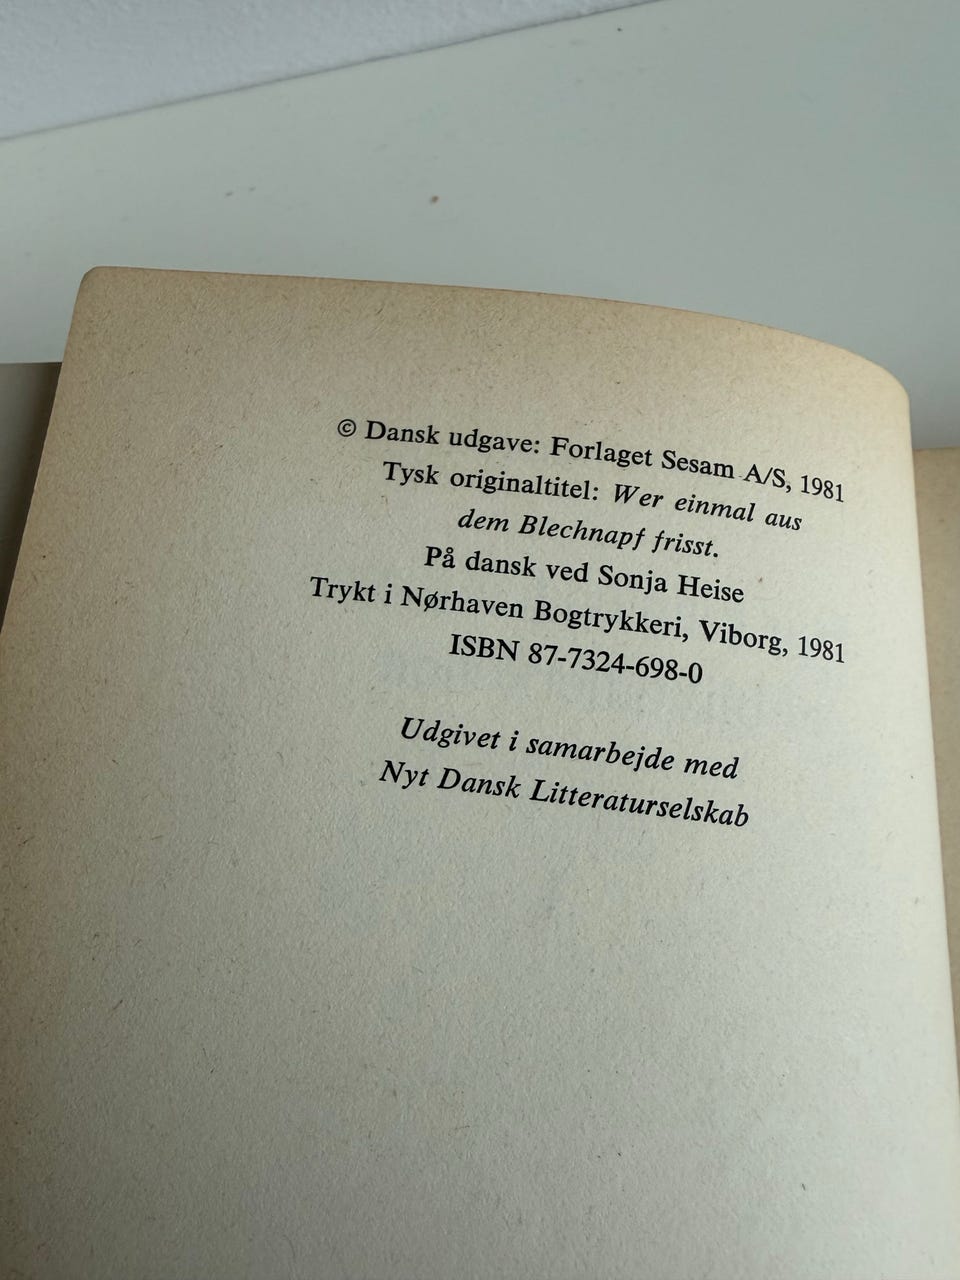 © Dansk udgave: Forlaget Sesam A/S, 1981
Tysk originaltitel: Wer einmal aus
dem Blechnapf frisst.
På dansk ved Sonja Heise
Trykt i Nørhaven Bogtrykkeri, Viborg, 1981
ISBN 87-7324-698-0
Udgivet i samarbejde med
Nyt Dansk Litteraturselskab